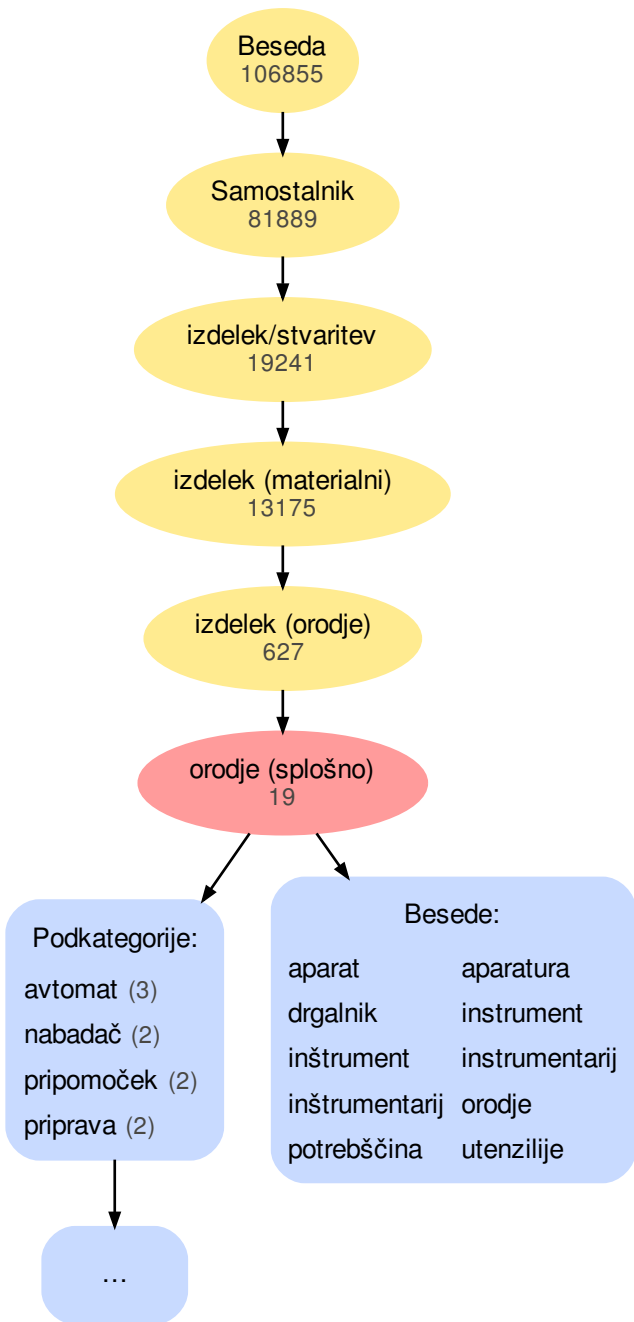 Beseda
106855
Samostalnik
81889
izdelek/stvaritev
19241
izdelek (materialni)
13175
izdelek (orodje)
627
orodje (splošno)
19
Podkategorije:
avtomat (3)
nabadač (2)
pripomoček (2)
priprava (2)
...
Besede:
aparat aparatura
drgalnik instrument
inštrument instrumentarij
inštrumentarij orodje
potrebščina utenzilije